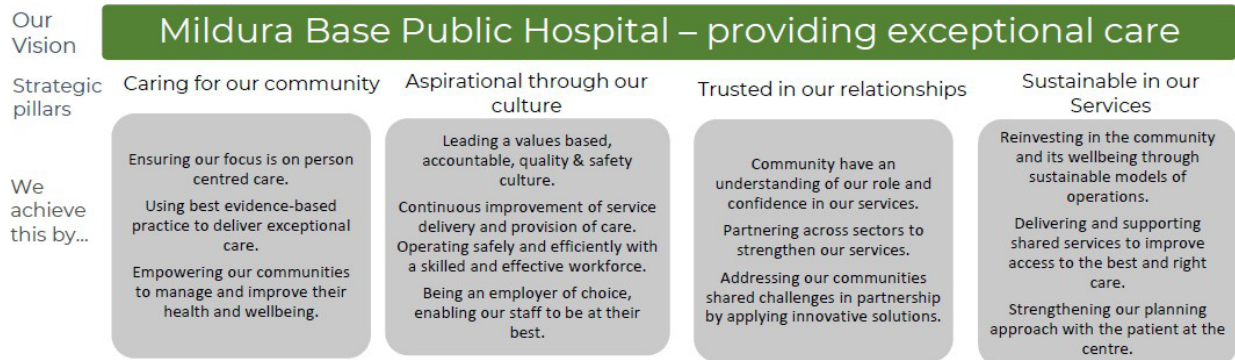 Our
Vision
Mildura Base Public Hospital – providing exceptional care
Strategic
pillars
Caring for our community
Aspirational through our
culture
Trusted in our relationships
Sustainable in our
Services
We
achieve
this by...
Ensuring our focus is on person
centred care.
Using best evidence-based
practice to deliver exceptional
care.
Empowering our communities
to manage and improve their
health and wellbeing.
Leading a values based,
accountable, quality & safety
culture.
Continuous improvement of service
delivery and provision of care.
Operating safely and efficiently with
a skilled and effective workforce.
Being an employer of choice,
enabling our staff to be at their
best.
Community have an
understanding of our role and
confidence in our services.
Partnering across sectors to
strengthen our services.
Addressing our communities
shared challenges in partnership
by applying innovative solutions.
Reinvesting in the community
and its wellbeing through
sustainable models of
operations.
Delivering and supporting
shared services to improve
access to the best and right
care.
Strengthening our planning
approach with the patient at the
centre.